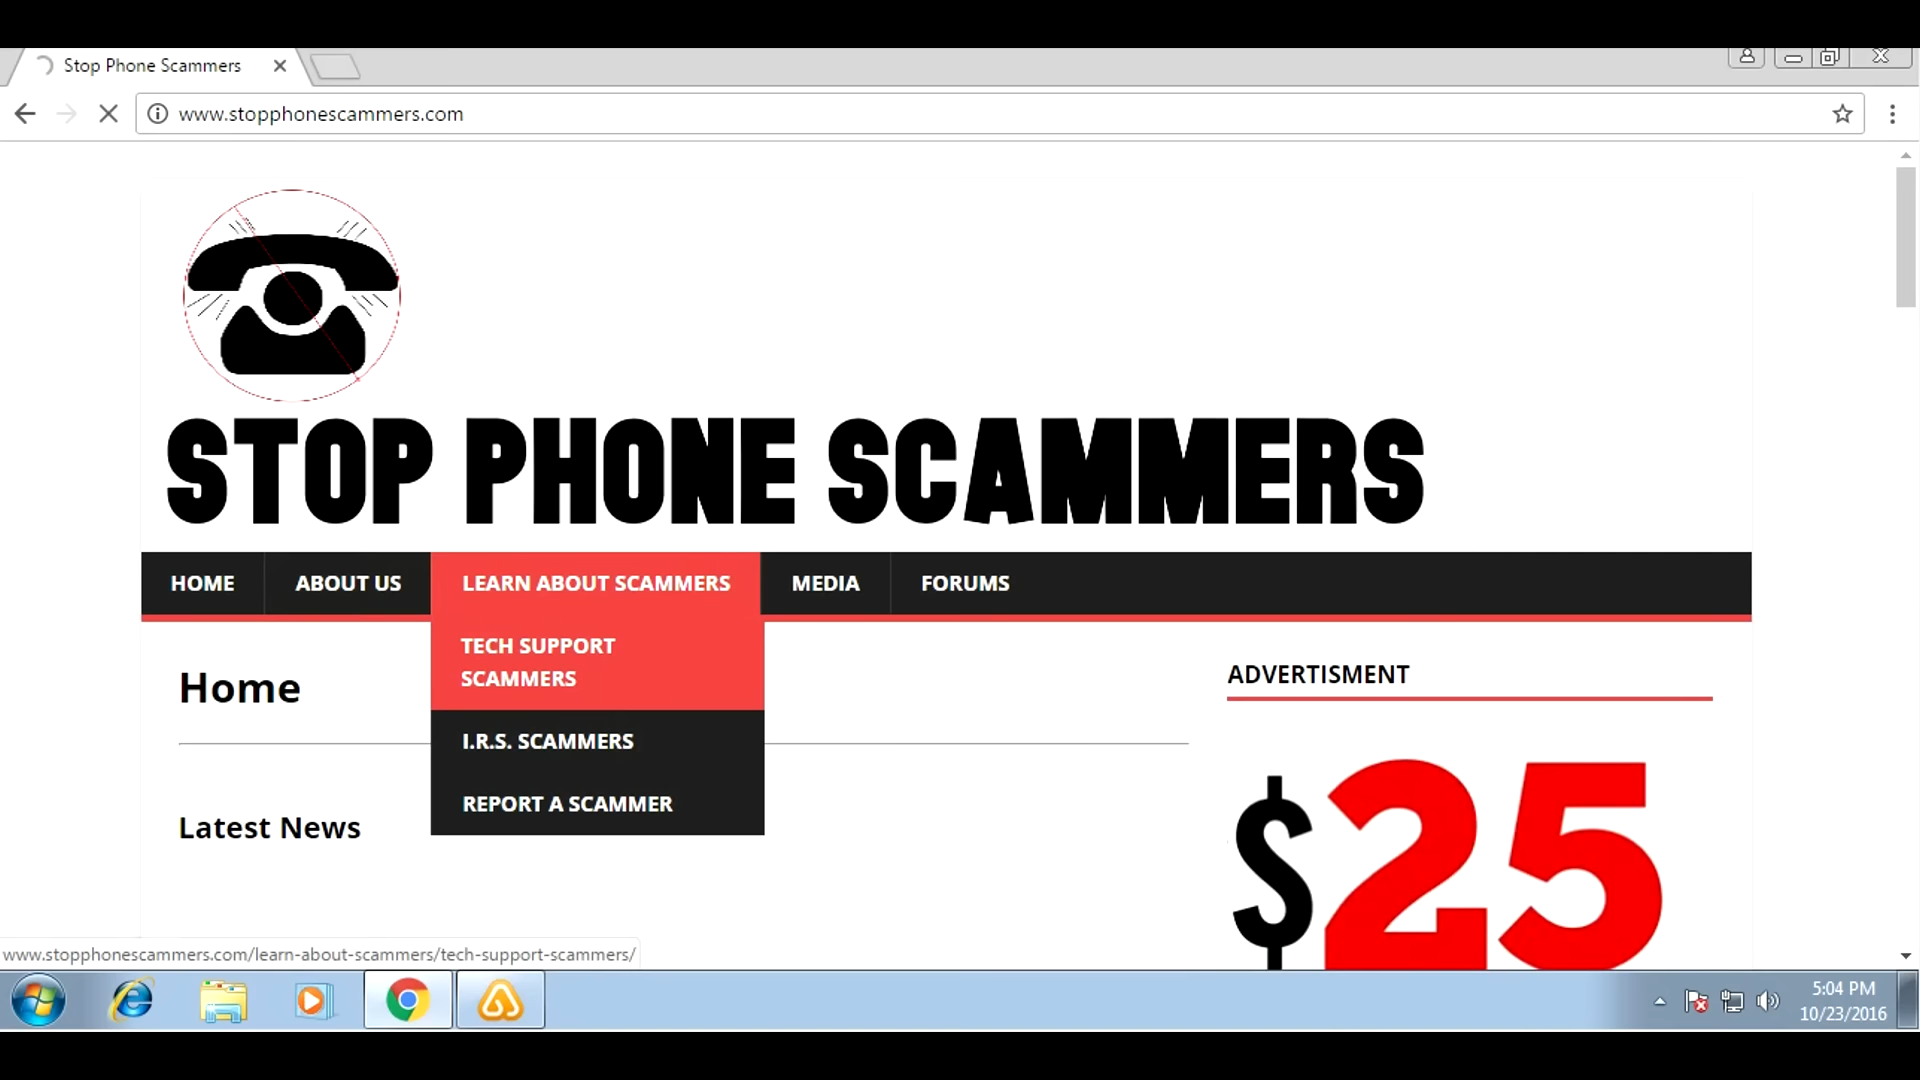 Stop Phone Scammers
www.stopphonescammers.com
STOP PHONE SCAMMERS
HOME ABOUT US LEARN ABOUT SCAMMERS MEDIA FORUMS
TECH SUPPORT
SCAMMERS
I.R.S. SCAMMERS
REPORT A SCAMMER
Home
Latest News
ADVERTISMENT
$25
www.stopphonescammers.com/learn-about-scammers/tech-support-scammers/
5:04 PM
10/23/2016